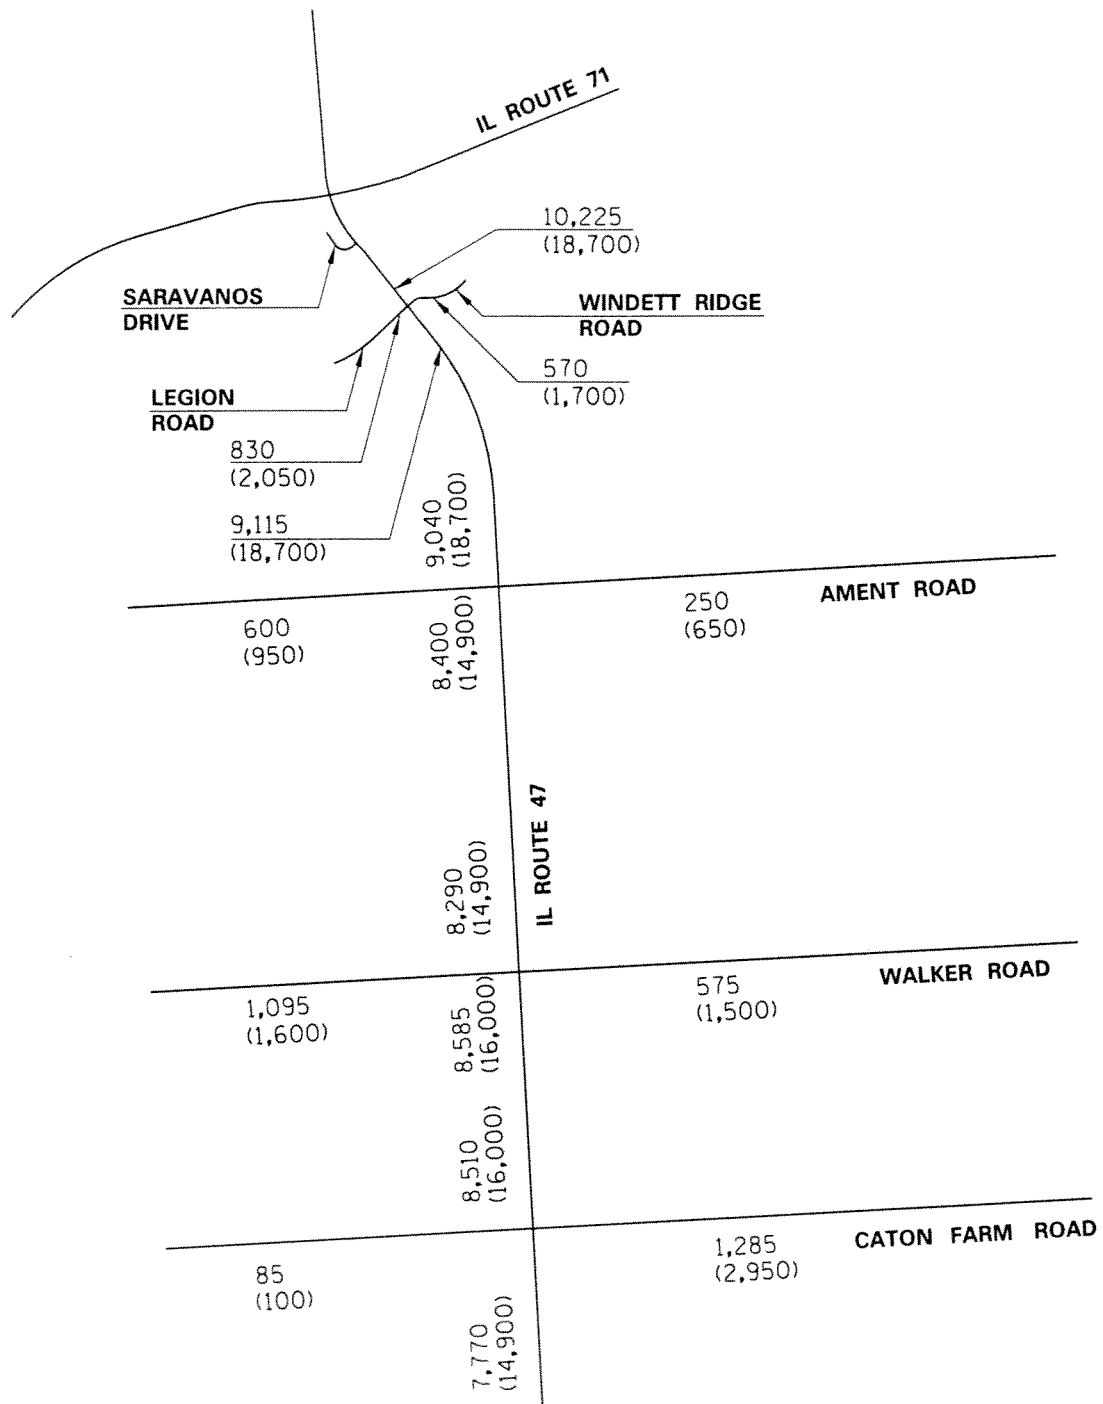 IL ROUTE 71
10,225
(18,700)
SARAVANOS
DRIVE
WINDETT RIDGE
ROAD
570
(1,700)
LEGION
ROAD
830
(2,050)
9,115
(18,700)
9,040
(18,700)
AMENT ROAD
600
(950)
8,400
(14,900)
250
(650)
IL ROUTE 47
8,290
(14,900)
WALKER ROAD
1,095
(1,600)
8,585
(16,000)
575
(1,500)
8,510
(16,000)
CATON FARM ROAD
85
(100)
1,285
(2,950)
7,770
(14,900)